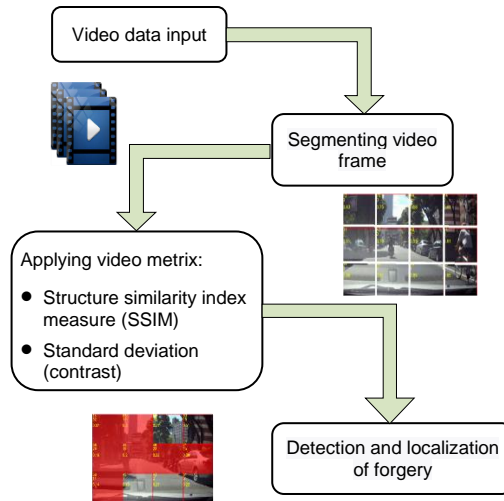 Video data input
Segmenting video
frame
Applying video metrix:
● Structure similarity index
measure (SSIM)
● Standard deviation
(contrast)
Detection and localization
of forgery